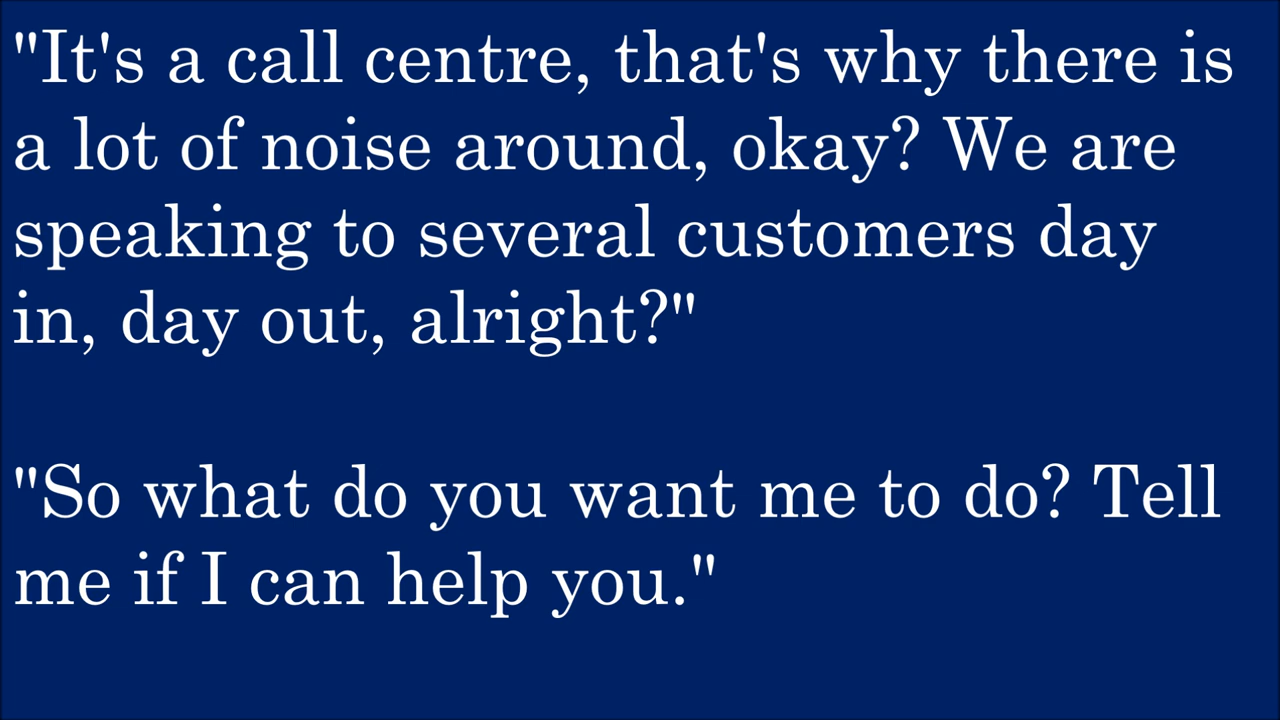 "It's a call centre, that's why there is
a lot of noise around, okay? We are
speaking to several customers day
in, day out, alright?"
"So what do you want me to do? Tell
me if I can help you."